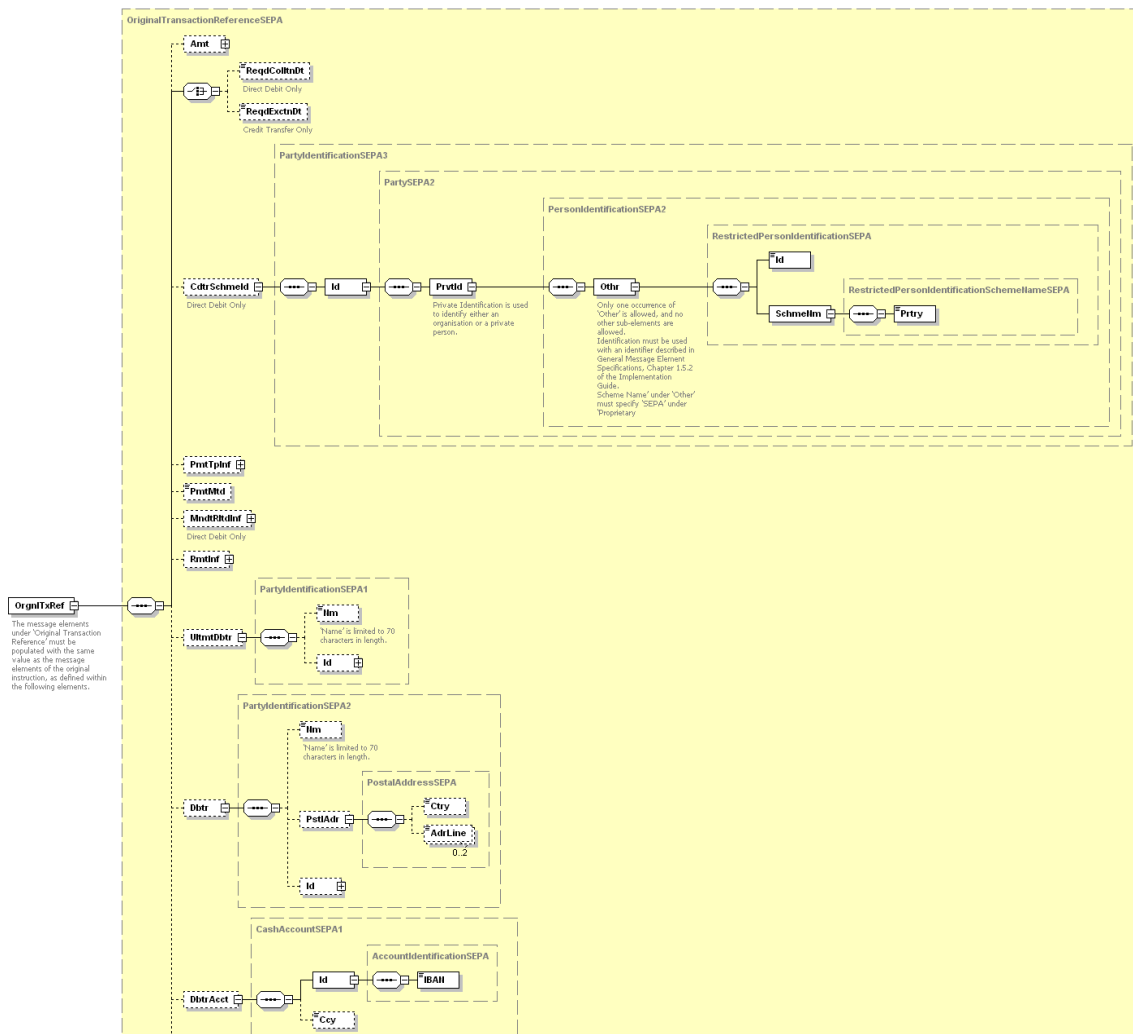 OriginalTransactionReferenceSEPA
Amt
ReqdColltnDt
Direct Debit Only
ReqdExctnDt
Credit Transfer Only
PartyIdentificationSEPA3
PartySEPA2
PersonIdentificationSEPA2
RestrictedPersonIdentificationSEPA
Id
RestrictedPersonIdentificationSchemeNameSEPA
CdtrSchmeId
Direct Debit Only
Id
PrvtId
Private Identification is used
to identify either an
organisation or a private
person.
Othr
Only one occurrence of
'Other' is allowed, and no
other sub-elements are
allowed.
Identification must be used
with an identifier described in
General Message Element
Specifications, Chapter 1.5.2
of the Implementation
Guide.
Scheme Name' under 'Other'
must specify 'SEPA' under
'Proprietary
SchmeNm
Prtry
PmtTpInf
PmtMtd
MndtRltdInf
Direct Debit Only
RmtInf
OrgnlTxRef
The message elements
under 'Original Transaction
Reference' must be
populated with the same
value as the message
elements of the original
instruction, as defined within
the following elements.
PartyIdentificationSEPA1
UltmtDbtr
Nm
'Name' is limited to 70
characters in length.
Id
PartyIdentificationSEPA2
Nm
'Name' is limited to 70
characters in length.
PostalAddressSEPA
Dbtr
PstlAdr
Ctry
AdrLine
0..2
Id
CashAccountSEPA1
AccountIdentificationSEPA
DbtrAcct
Id
IBAN
Ccy